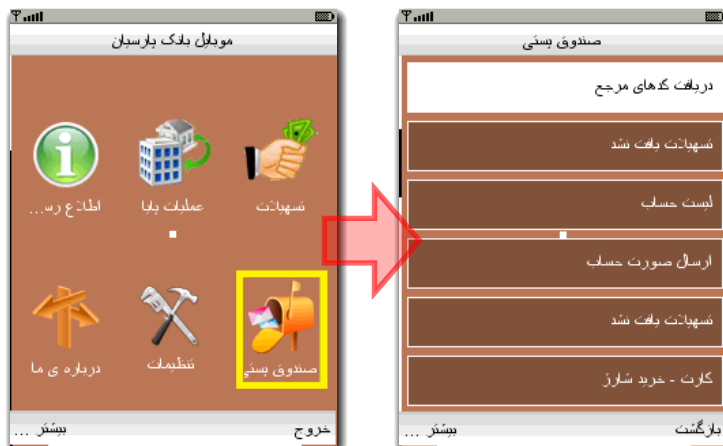 موبایل بانک پارسیان
تسهیلات
عملیات پایا
اطلاع رسـ...
صندوق پستی
تنظیمات
درباره ی ما
خروج
بیشتر ...
صندوق پستی
دریافت کدهای مرجع
تسهیلات یافت نشد
لیست حساب
ارسال صورت حساب
تسهیلات یافت نشد
کارت - خرید شارژ
بازگشت
بیشتر ...